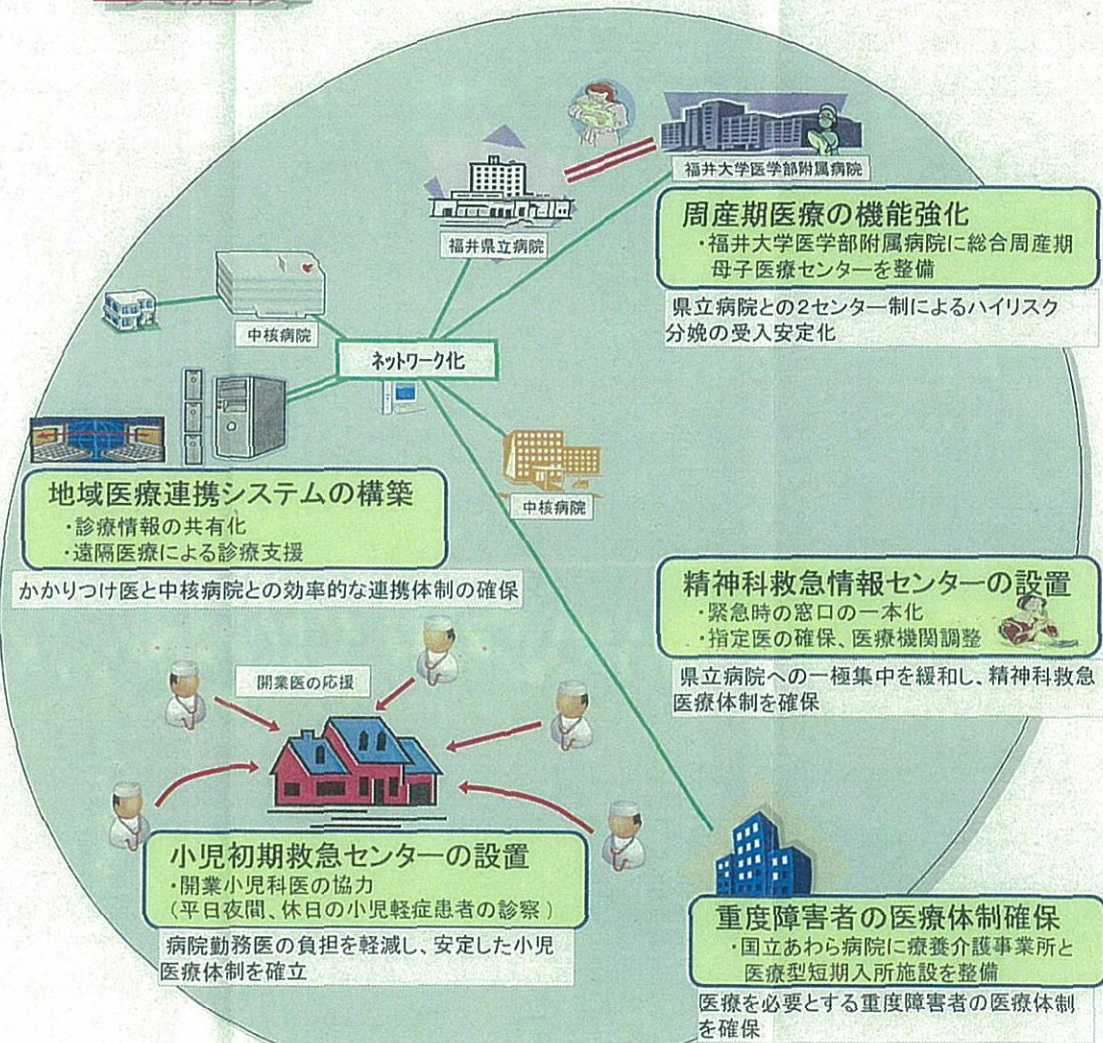 福井大学医学部附属病院
福井県立病院
周産期医療の機能強化
・福井大学医学部附属病院に総合周産期
母子医療センターを整備
県立病院との2センター制によるハイリスク
分娩の受入安定化
中核病院
ネットワーク化
中核病院
地域医療連携システムの構築
・診療情報の共有化
・遠隔医療による診療支援
かかりつけ医と中核病院との効率的な連携体制の確保
精神科救急情報センターの設置
・緊急時の窓口の一本化
・指定医の確保、医療機関調整
県立病院への一極集中を緩和し、精神科救急
医療体制を確保
開業医の応援
小児初期救急センターの設置
・開業小児科医の協力
(平日夜間、休日の小児軽症患者の診察)
病院勤務医の負担を軽減し、安定した小児
医療体制を確立
重度障害者の医療体制確保
・国立あわら病院に療養介護事業所と
医療型短期入所施設を整備
医療を必要とする重度障害者の医療体制
を確保